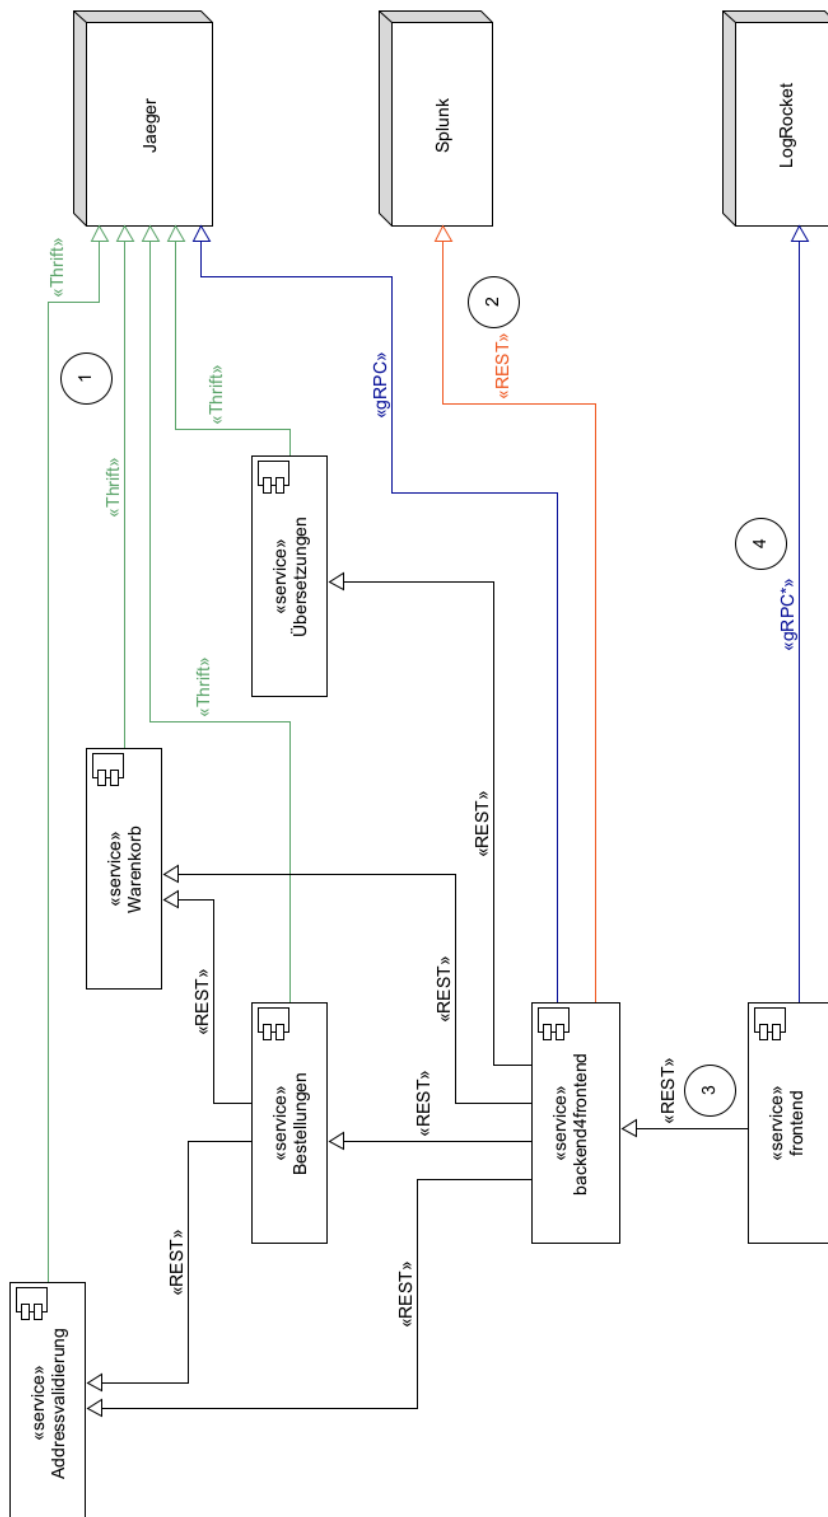 «service»
Addressvalidierung
«Thrift»
1
«service»
Warenkorb
«Thrift»
Jaeger
«REST»
«REST»
«Thrift»
«Thrift»
«service»
Bestellungen
«service»
Übersetzungen
«gRPC»
«REST»
«REST»
«REST»
Splunk
«REST»
2
«REST»
«service»
backend4frontend
«REST»
3
4
«service»
frontend
«gRPC*»
LogRocket